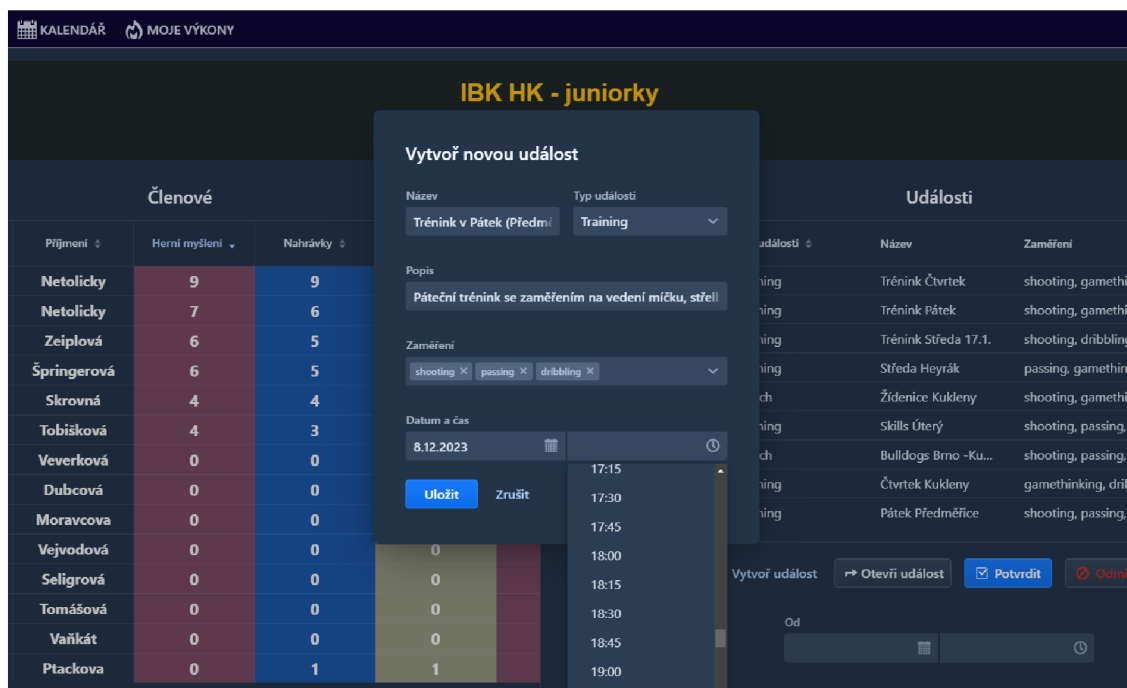 KALENDÁŘ MOJE VÝKONY
IBK HK - juniorky
Vytvoř novou událost
Název Typ události
Trénink v Pátek (Předmě Training
Popis
Páteční trénink se zaměřením na vedení míčku, střelb
Zaměření
shooting × passing × dribbling ×
Datum a čas
8.12.2023
Uložit Zrušit
17:15
17:30
17:45
18:00
18:15
18:30
18:45
19:00
Členové
Příjmení Herní myšlení Nahrávky
Netolicky 9 9
Netolicky 7 6
Zeiplová 6 5
Špringerová 6 5
Skrovná 4 4
Tobišková 4 3
Veverková 0 0
Dubcová 0 0
Moravcova 0 0
Vejvodová 0 0 0
Seligrová 0 0 0
Tomášová 0 0 0
Vaňkát 0 0 0
Ptackova 0 1 1
Události
události Název Zaměření
ning Trénink Čtvrtek shooting, gamethi
ning Trénink Pátek shooting, gamethi
ning Trénink Středa 17.1. shooting, dribbling
ning Středa Heyrák passing, gamethin
ch Žídenice Kukleny shooting, gamethi
ning Skills Úterý shooting, passing,
ch Bulldogs Brno -Ku... shooting, passing,
ning Čtvrtek Kukleny gamethinking, dril
ning Pátek Předměřice shooting, passing,
Vytvoř událost Otevři událost Potvrdit Odmí
Od